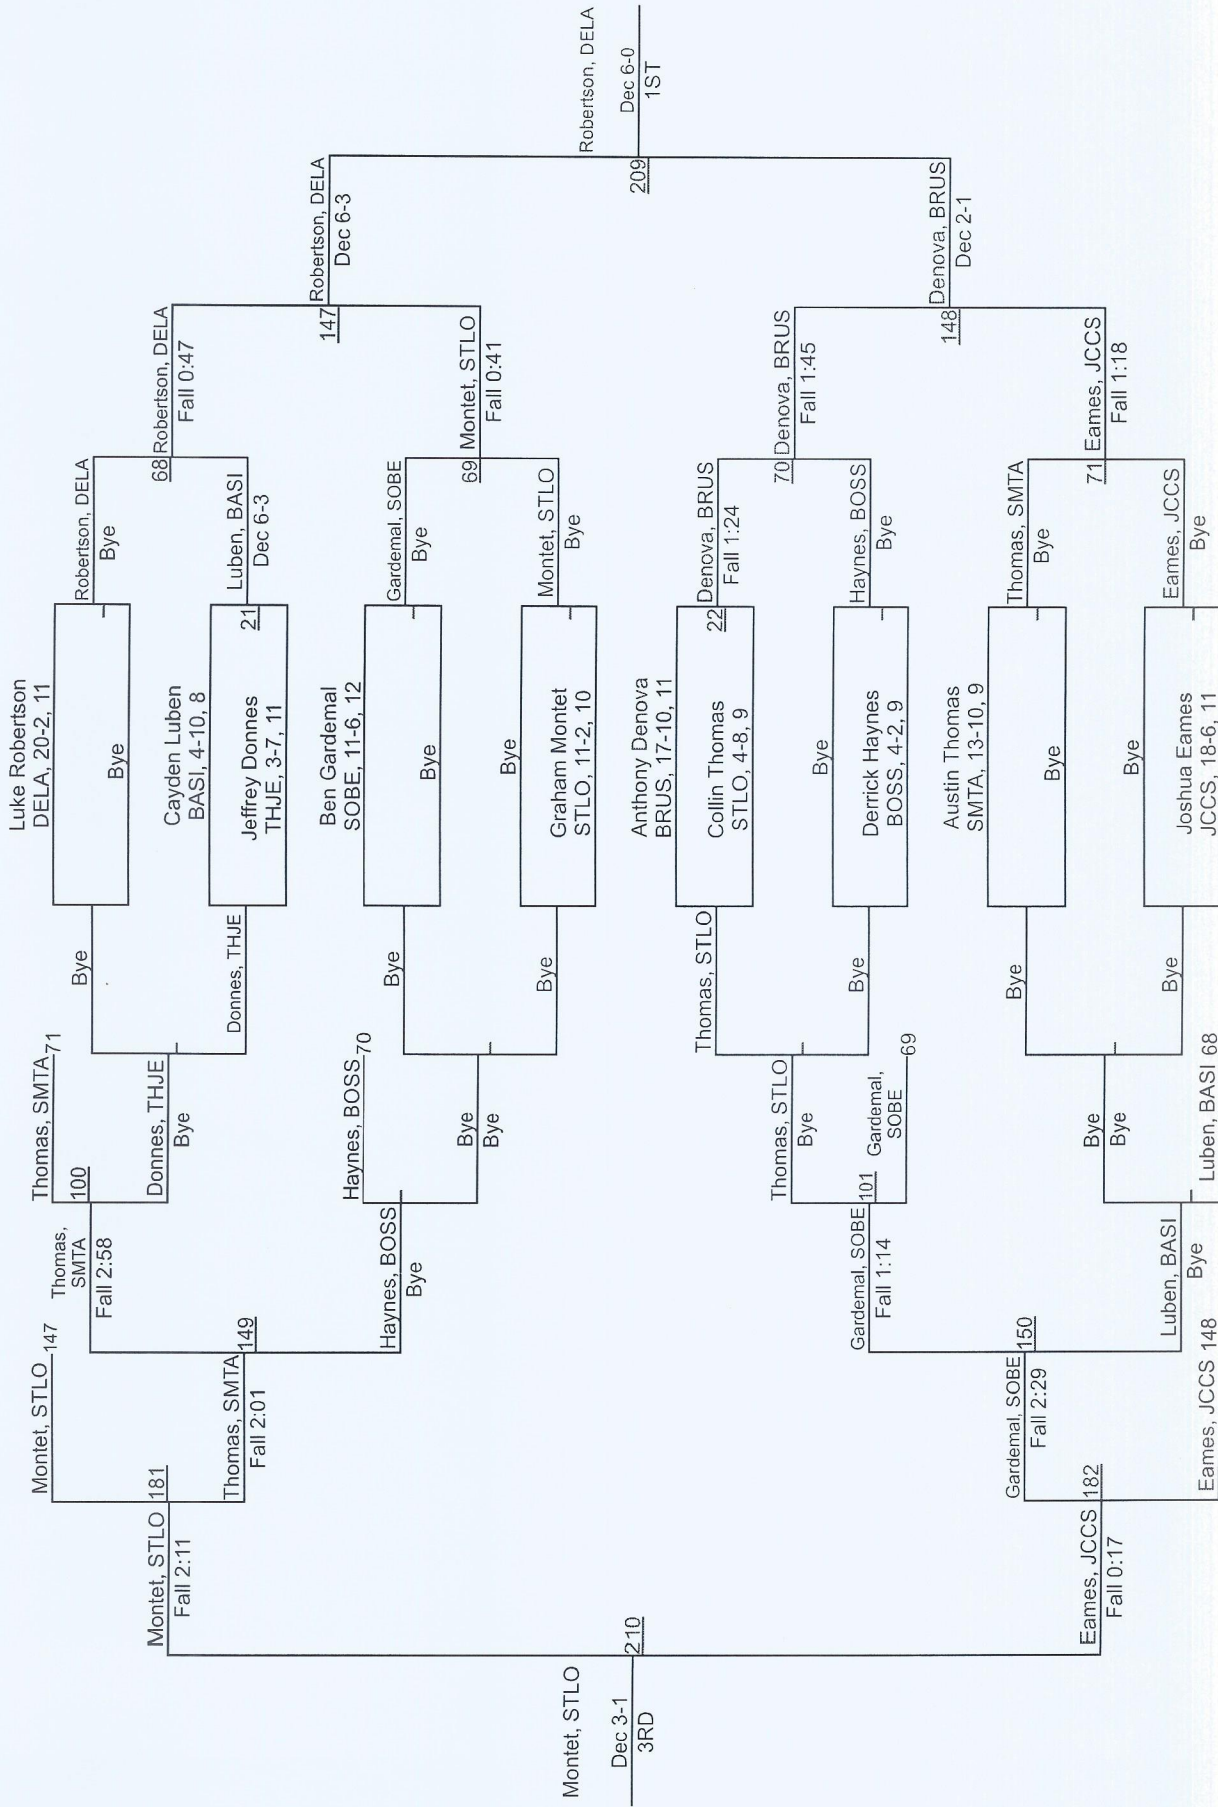 Luke Robertson
DELA, 20-2, 11
Bye
Cayden Luben
BASI, 4-10, 8
Jeffrey Donnes
THJE, 3-7, 11
21
Ben Gardemal
SOBE, 11-6, 12
Bye
Bye
Graham Montet
STLO, 11-2, 10
Anthony Denova
BRUS, 17-10, 11
Collin Thomas
STLO, 4-8, 9
22
Bye
Derrick Haynes
BOSS, 4-2, 9
Austin Thomas
SMTA, 13-10, 9
Bye
Bye
Joshua Eames
JCCS, 18-6, 11
Robertson, DELA
Bye
Luben, BASI
Dec 6-3
Gardemal, SOBE
Bye
Montet, STLO
Bye
Denova, BRUS
Fall 1:24
Haynes, BOSS
Bye
Thomas, SMTA
Bye
Eames, JCCS
Bye
68
Robertson, DELA
Fall 0:47
69
Montet, STLO
Fall 0:41
70
Denova, BRUS
Fall 1:45
71
Eames, JCCS
Fall 1:18
147
Robertson, DELA
Dec 6-3
148
Denova, BRUS
Dec 2-1
209
Robertson, DELA
Dec 6-0
1ST
Bye
Donnes, THJE
Bye
Bye
Thomas, STLO
Bye
Bye
Bye
Thomas, SMTA
71
Donnes, THJE
Bye
Haynes, BOSS
70
Bye
Bye
Thomas, STLO
Bye
Gardemal,
SOBE
69
Bye
Bye
Luben, BASI
68
100
Thomas,
SMTA
Fall 2:58
Haynes, BOSS
Bye
101
Gardemal, SOBE
Fall 1:14
Luben, BASI
Bye
Montet, STLO
147
149
Thomas, SMTA
Fall 2:01
150
Gardemal, SOBE
Fall 2:29
Eames, JCCS
148
181
Montet, STLO
Fall 2:11
182
Eames, JCCS
Fall 0:17
210
Montet, STLO
Dec 3-1
3RD